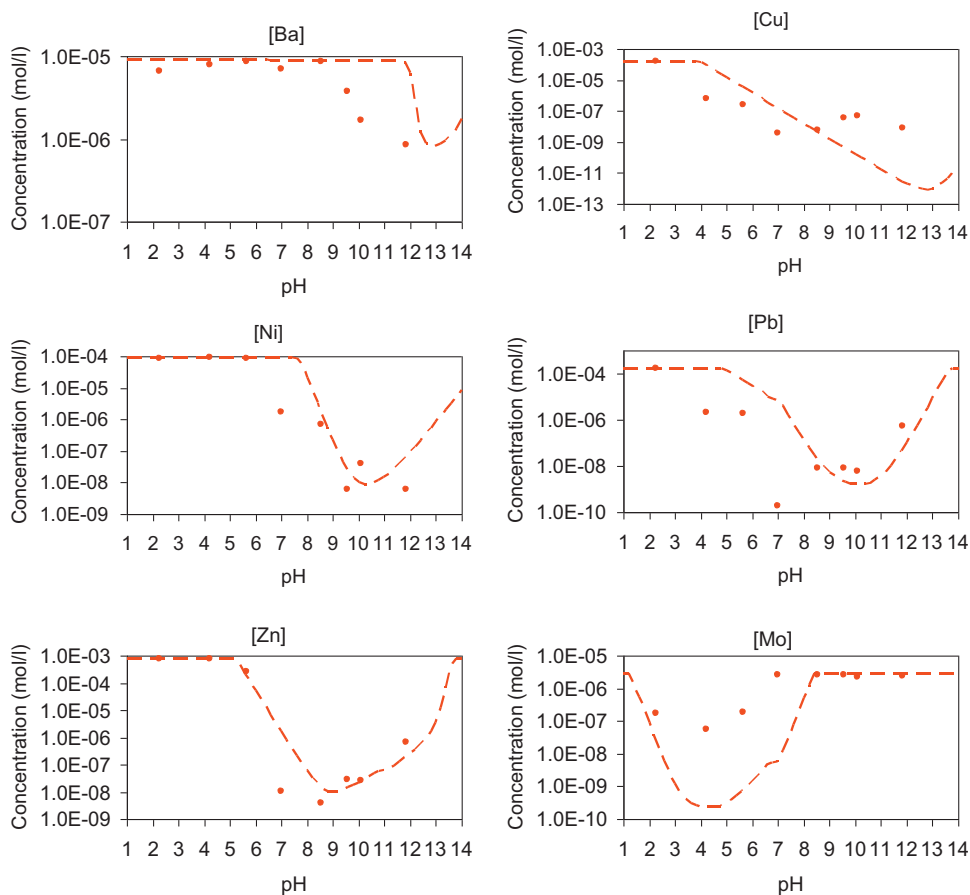 [Ba]
Concentration (mol/l)
1.0E-05
1.0E-06
1.0E-07
1 2 3 4 5 6 7 8 9 10 11 12 13 14
pH
[Cu]
Concentration (mol/l)
1.0E-03
1.0E-05
1.0E-07
1.0E-09
1.0E-11
1.0E-13
1 2 3 4 5 6 7 8 9 10 11 12 13 14
pH
[Ni]
Concentration (mol/l)
1.0E-04
1.0E-05
1.0E-06
1.0E-07
1.0E-08
1.0E-09
1 2 3 4 5 6 7 8 9 10 11 12 13 14
pH
[Pb]
Concentration (mol/l)
1.0E-04
1.0E-06
1.0E-08
1.0E-10
1 2 3 4 5 6 7 8 9 10 11 12 13 14
pH
[Zn]
Concentration (mol/l)
1.0E-03
1.0E-04
1.0E-05
1.0E-06
1.0E-07
1.0E-08
1.0E-09
1 2 3 4 5 6 7 8 9 10 11 12 13 14
pH
[Mo]
Concentration (mol/l)
1.0E-05
1.0E-06
1.0E-07
1.0E-08
1.0E-09
1.0E-10
1 2 3 4 5 6 7 8 9 10 11 12 13 14
pH